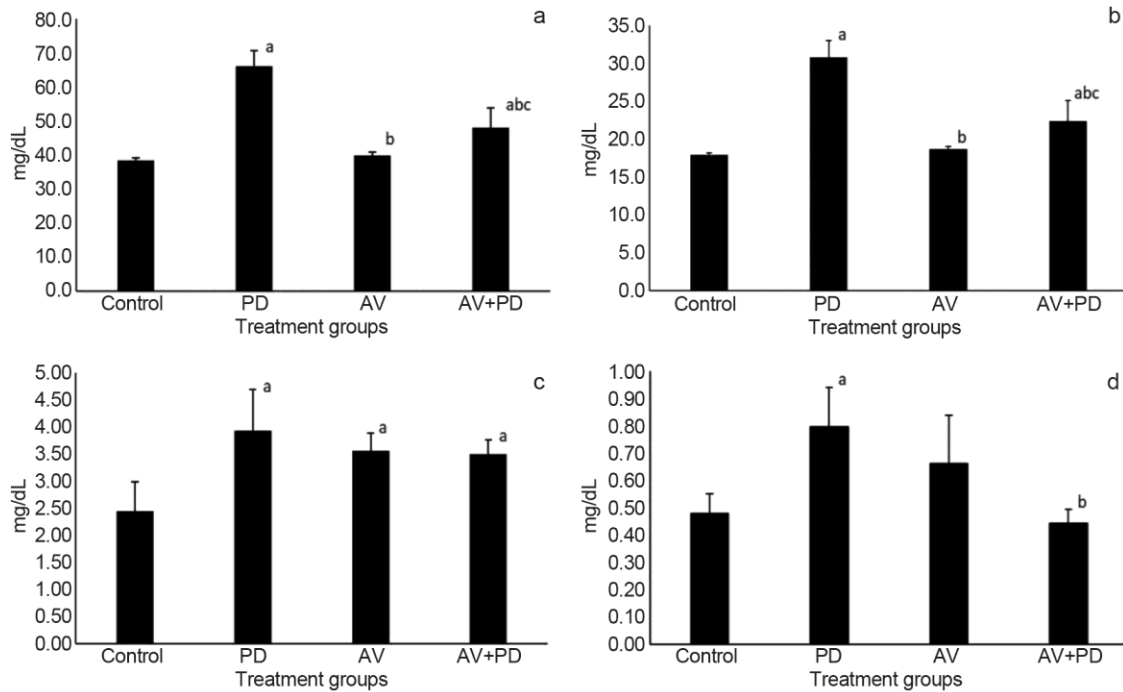 a
80.0
70.0
60.0
50.0
40.0
30.0
20.0
10.0
0.0
mg/dL
a
b
abc
Control PD AV AV+PD
Treatment groups
b
35.0
30.0
25.0
20.0
15.0
10.0
5.0
0.0
mg/dL
a
b
abc
Control PD AV AV+PD
Treatment groups
c
5.00
4.50
4.00
3.50
3.00
2.50
2.00
1.50
1.00
0.50
0.00
mg/dL
a
a
a
Control PD AV AV+PD
Treatment groups
d
1.00
0.90
0.80
0.70
0.60
0.50
0.40
0.30
0.20
0.10
0.00
mg/dL
a
b
Control PD AV AV+PD
Treatment groups